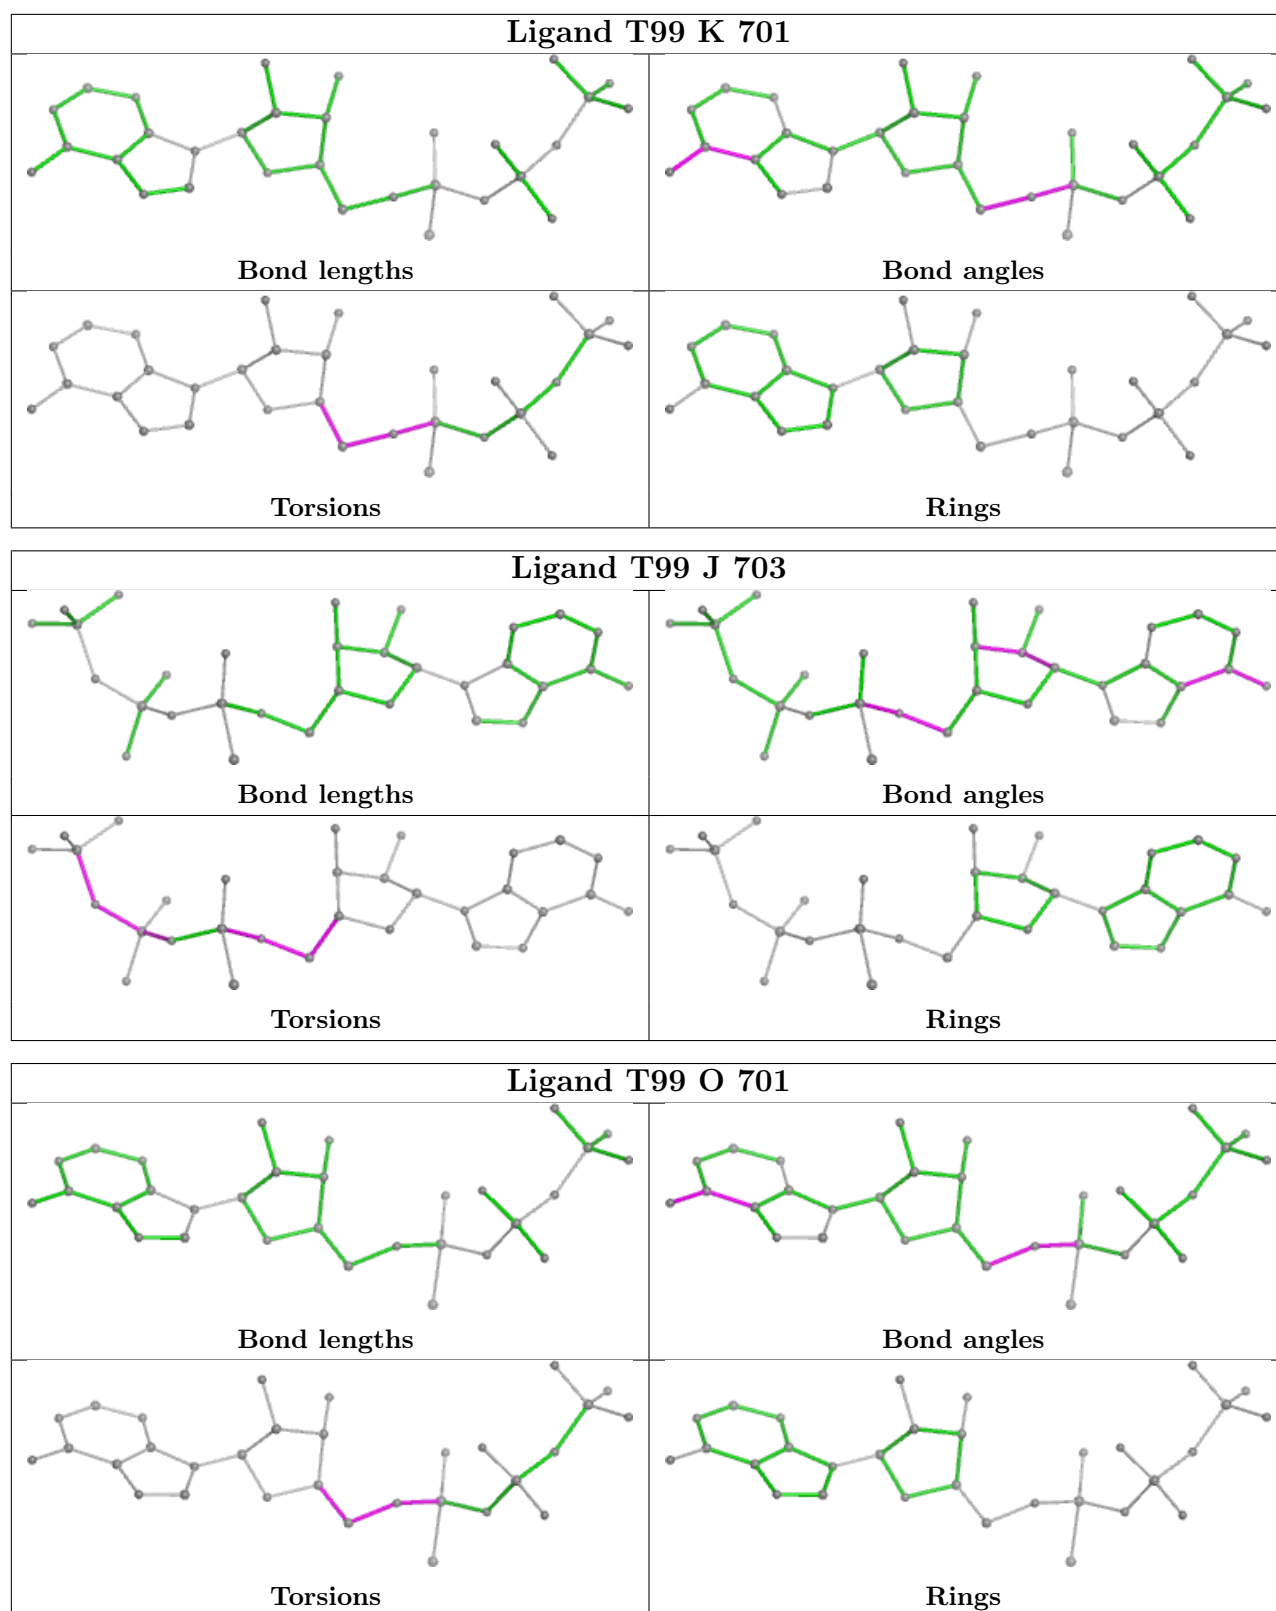 Ligand T99 K 701
Bond lengths
Bond angles
Torsions
Rings
Ligand T99 J 703
Bond lengths
Bond angles
Torsions
Rings
Ligand T99 O 701
Bond lengths
Bond angles
Torsions
Rings